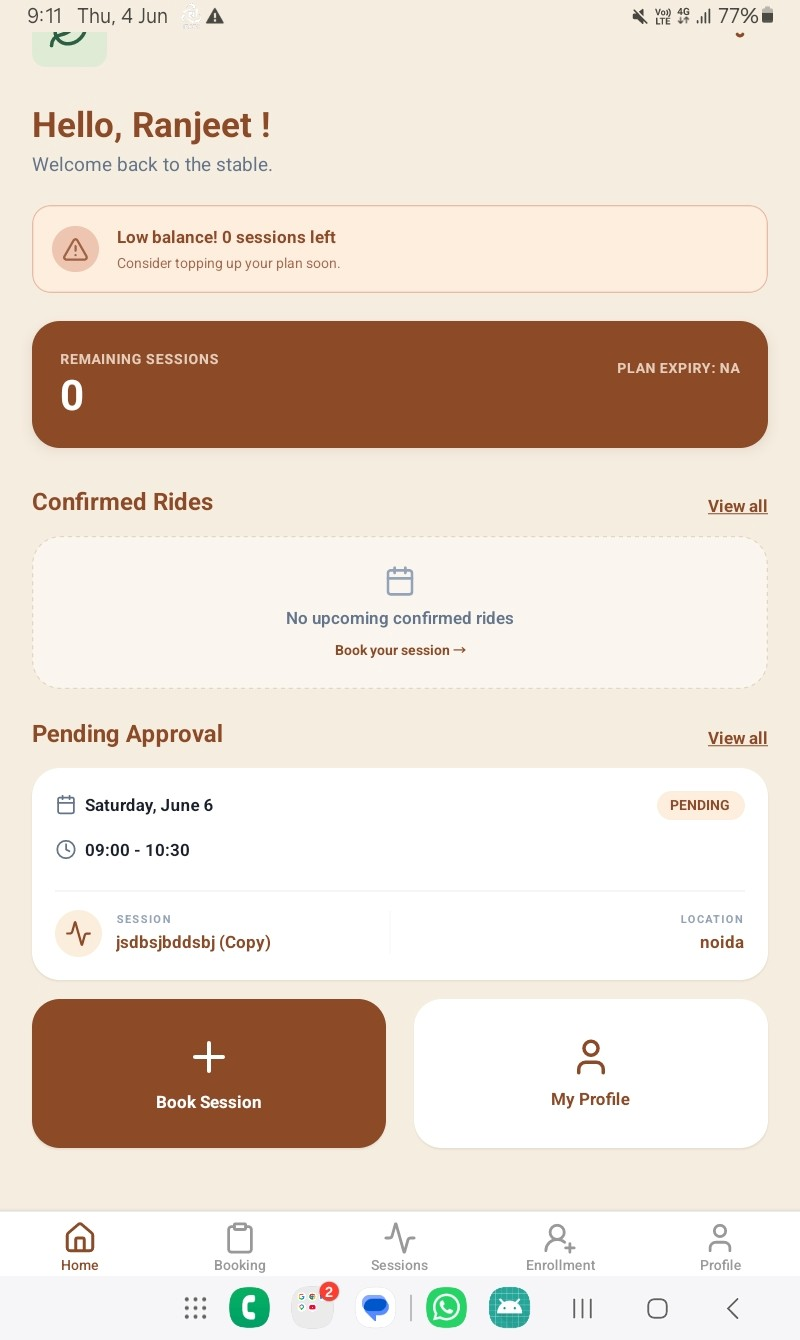 9:11 Thu, 4 Jun
Vo) LTE 4G 77%
Hello, Ranjeet !
Welcome back to the stable.
Low balance! 0 sessions left
Consider topping up your plan soon.
REMAINING SESSIONS
0
PLAN EXPIRY: NA
Confirmed Rides
View all
No upcoming confirmed rides
Book your session →
Pending Approval
View all
Saturday, June 6
PENDING
09:00 - 10:30
SESSION
jsdbsjbddsbj (Copy)
LOCATION
noida
Book Session
My Profile
Home
Booking
Sessions
Enrollment
Profile
2